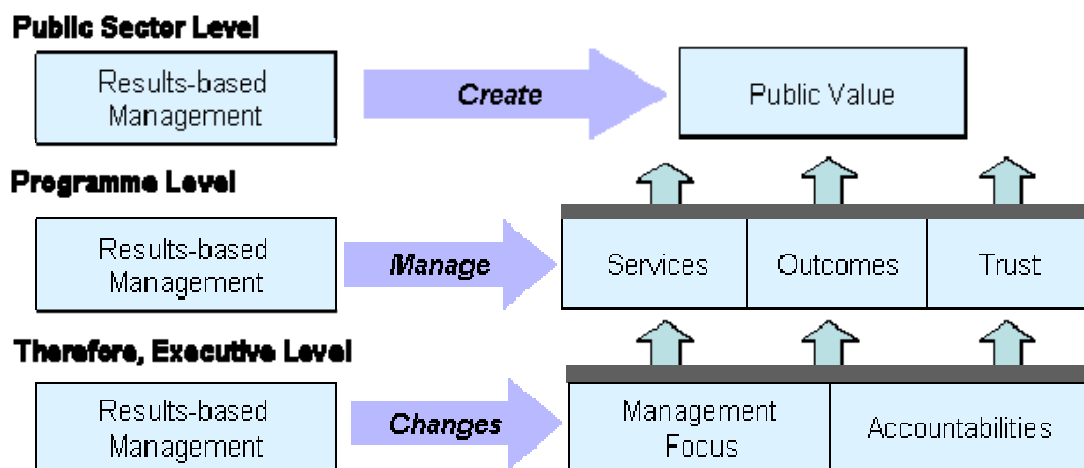 Public Sector Level
Results-based
Management
Create
Public Value
Programme Level
Results-based
Management
Manage
Services
Outcomes
Trust
Therefore, Executive Level
Results-based
Management
Changes
Management
Focus
Accountabilities